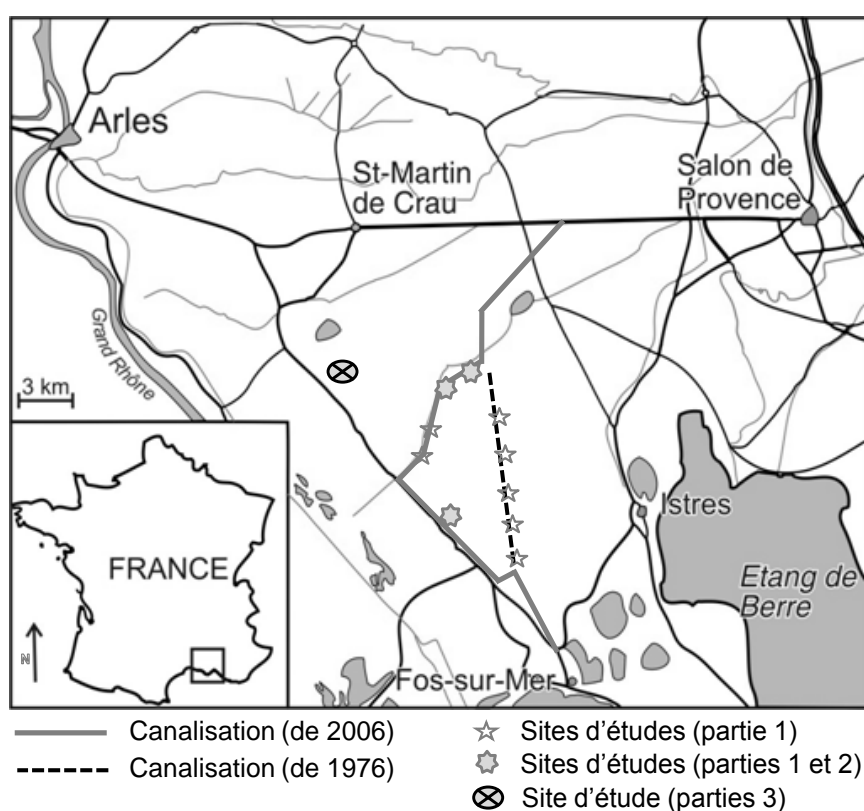 Arles
St-Martin
de Crau
Salon de
Provence
Grand Rhône
3 km
Istres
FRANCE
Etang de
Berre
N
Fos-sur-Mer
Canalisation (de 2006)
Canalisation (de 1976)
Sites d'études (partie 1)
Sites d'études (parties 1 et 2)
Site d'étude (parties 3)